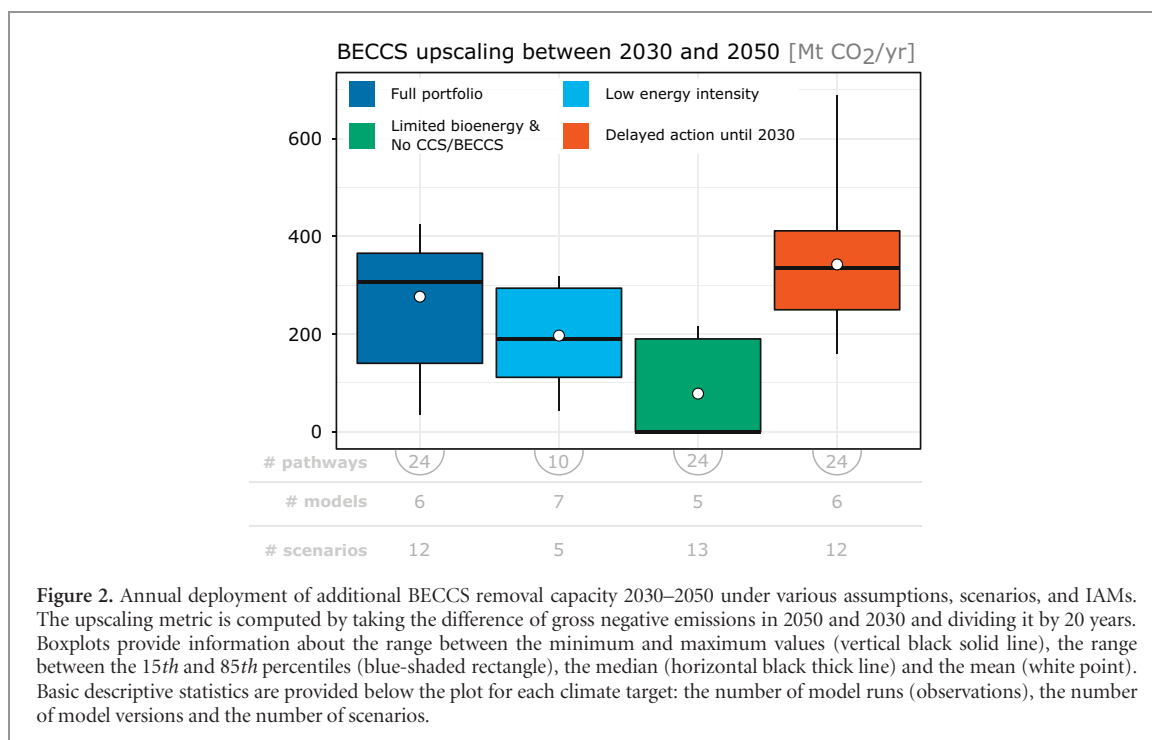 BECCS upscaling between 2030 and 2050 [Mt CO2/yr]
Full portfolio
Low energy intensity
Limited bioenergy &
No CCS/BECCS
Delayed action until 2030
600
400
200
0
# pathways 24 10 24 24
# models 6 7 5 6
# scenarios 12 5 13 12
Figure 2. Annual deployment of additional BECCS removal capacity 2030–2050 under various assumptions, scenarios, and IAMs.
The upscaling metric is computed by taking the difference of gross negative emissions in 2050 and 2030 and dividing it by 20 years.
Boxplots provide information about the range between the minimum and maximum values (vertical black solid line), the range
between the 15th and 85th percentiles (blue-shaded rectangle), the median (horizontal black thick line) and the mean (white point).
Basic descriptive statistics are provided below the plot for each climate target: the number of model runs (observations), the number
of model versions and the number of scenarios.